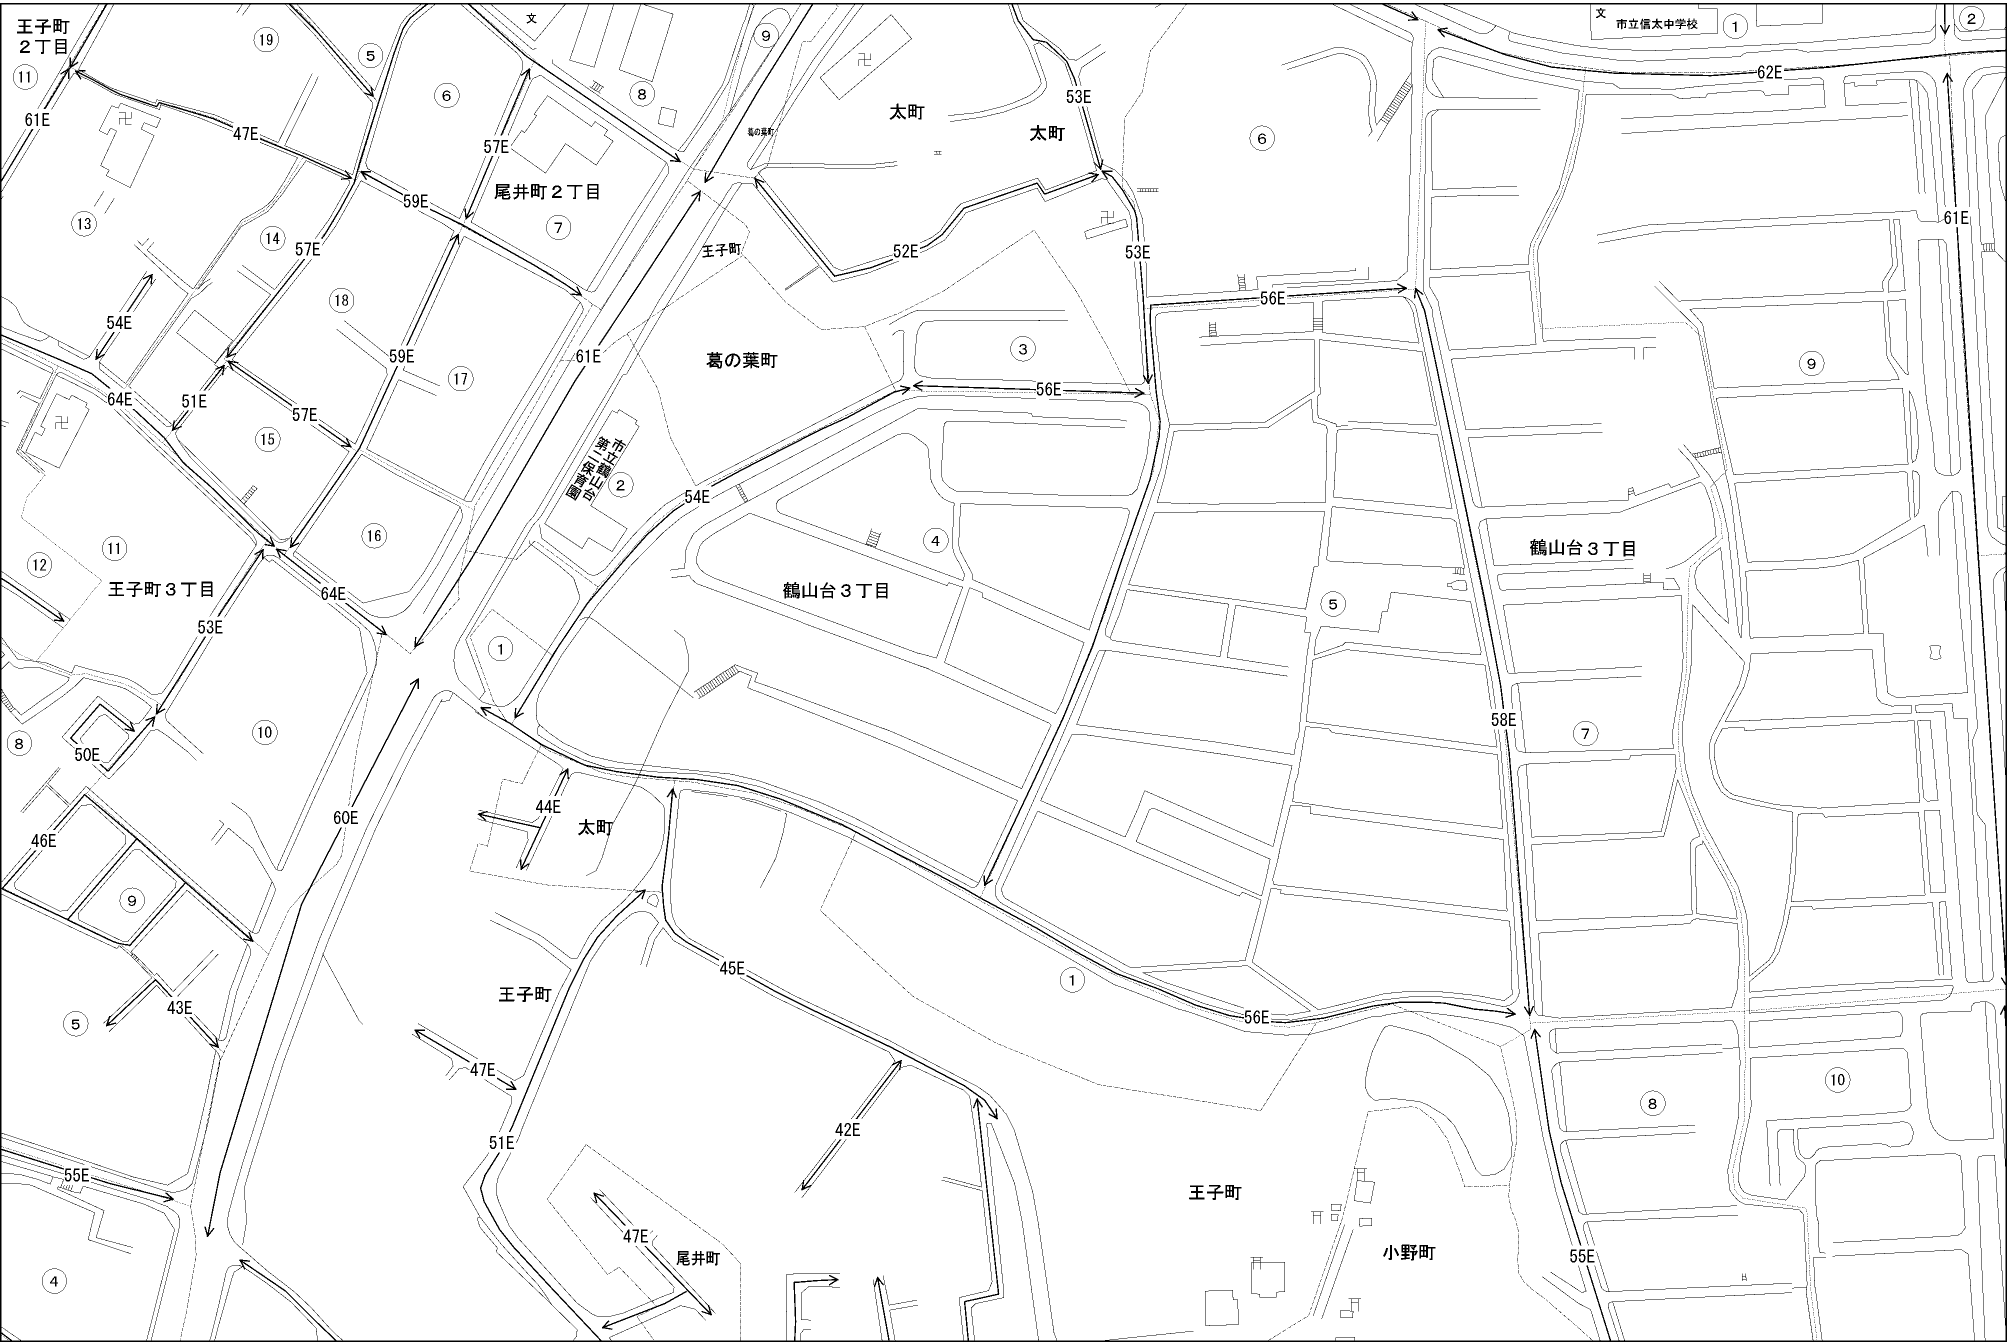 王子町
２丁目
⑲
⑤
文
⑨
文
市立信太中学校
①
②
⑪
61E
⑥
⑧
卍
62E
53E
卍
47E
57E
葛の葉町
太町
太町
⑥
⑬
59E
尾井町２丁目
⑦
卍
61E
⑭
57E
王子町
52E
53E
⑱
56E
54E
59E
61E
葛の葉町
③
⑨
64E
51E
57E
⑰
56E
卍
⑮
市立鶴山台
第二保育園
②
54E
⑯
④
⑪
⑫
鶴山台３丁目
王子町３丁目
64E
鶴山台３丁目
⑤
53E
①
58E
⑦
⑩
⑧
50E
60E
44E
太町
46E
⑨
45E
①
王子町
43E
⑤
56E
47E
⑩
⑧
51E
42E
55E
王子町
47E
尾井町
小野町
55E
④